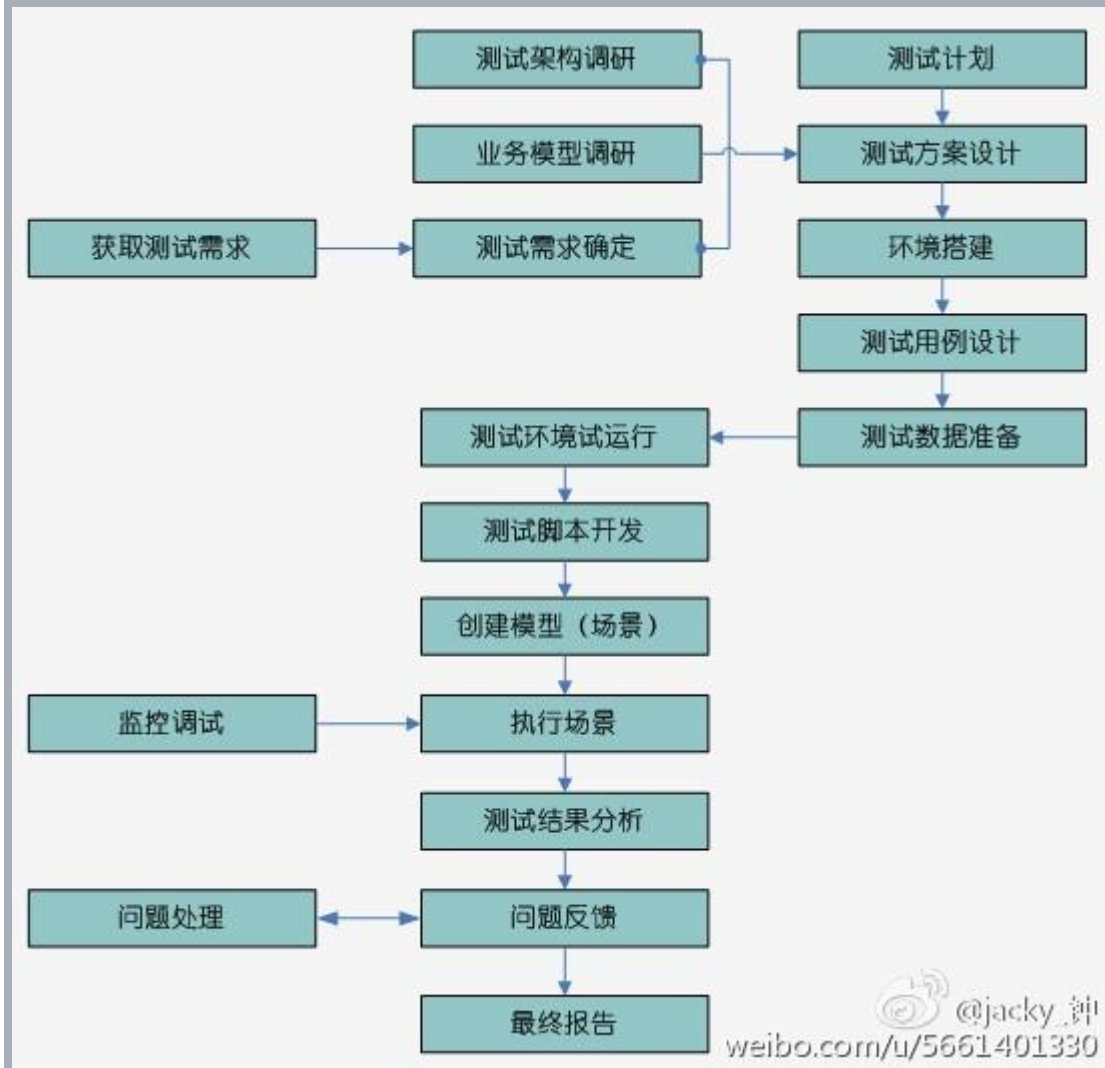 测试架构调研
测试计划
业务模型调研
测试方案设计
获取测试需求
测试需求确定
环境搭建
测试用例设计
测试环境试运行
测试数据准备
测试脚本开发
创建模型（场景）
监控调试
执行场景
测试结果分析
问题处理
问题反馈
最终报告
@jacky_钟
weibo.com/u/5661401330